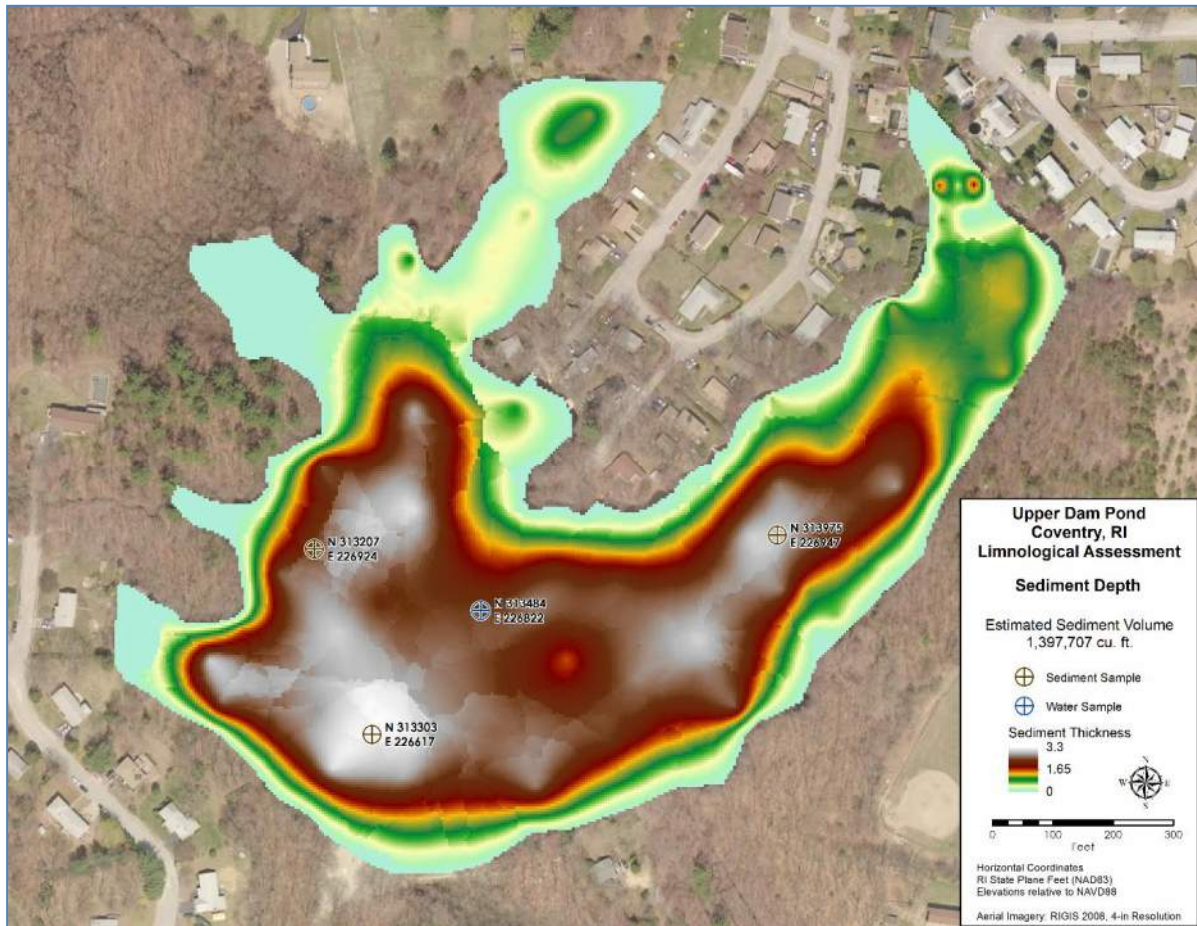 N 313207
E 226924
N 313975
E 226947
N 313484
E 226822
N 313303
E 226617
Upper Dam Pond
Coventry, RI
Limnological Assessment
Sediment Depth
Estimated Sediment Volume
1,397,707 cu. ft.
Sediment Sample
Water Sample
Sediment Thickness
3.3
1.65
0
N
W E
S
0 100 200 300
Feet
Horizontal Coordinates
RI State Plane Feet (NAD83)
Elevations relative to NAVD88
Aerial Imagery: RIGIS 2008, 4-in Resolution